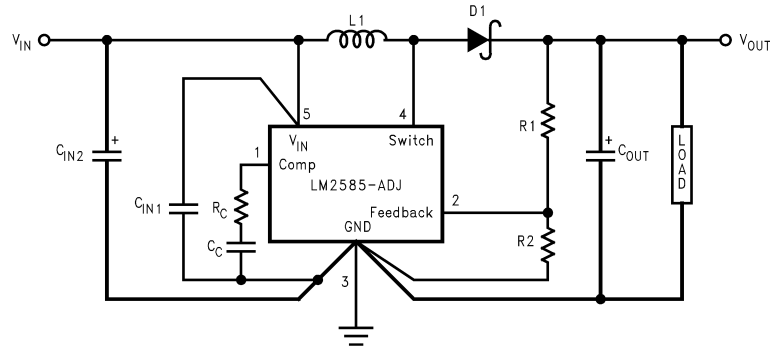 L1
D1
VIN
VOUT
5
4
VIN
Switch
R1
LOAD
+
CIN2
+
COUT
1
Comp
LM2585-ADJ
CIN1
RC
Feedback
2
GND
R2
CC
3